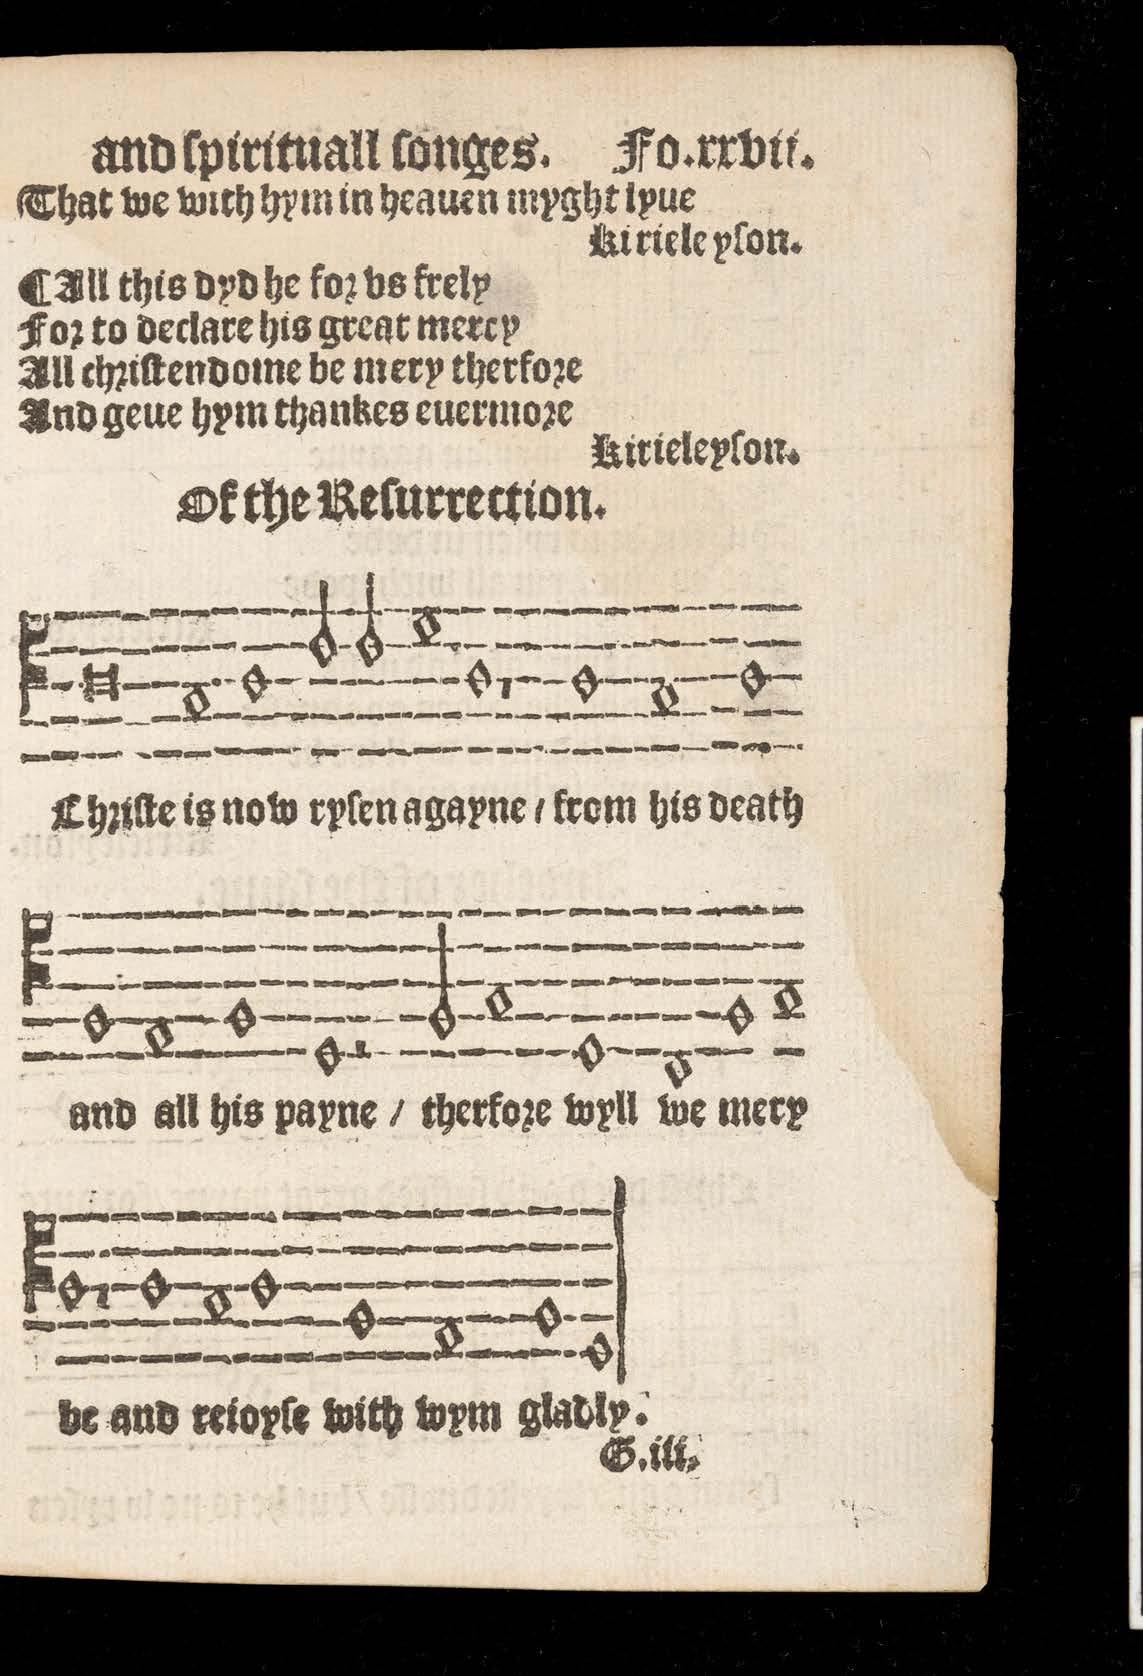 and spirituall songes. Fo.xxvii.
That we with hym in heauen myght lyue
Kirieleyson.
¶All this dyd he for vs frely
For to declare his great mercy
All christendome be mery therfore
And geue hym thankes euermore
Kirieleyson.
Of the Resurrection.
Christe is now rysen agayne / from his death
and all his payne / therfore wyll we mery
be and reioyse with wym gladly.
G.iii.